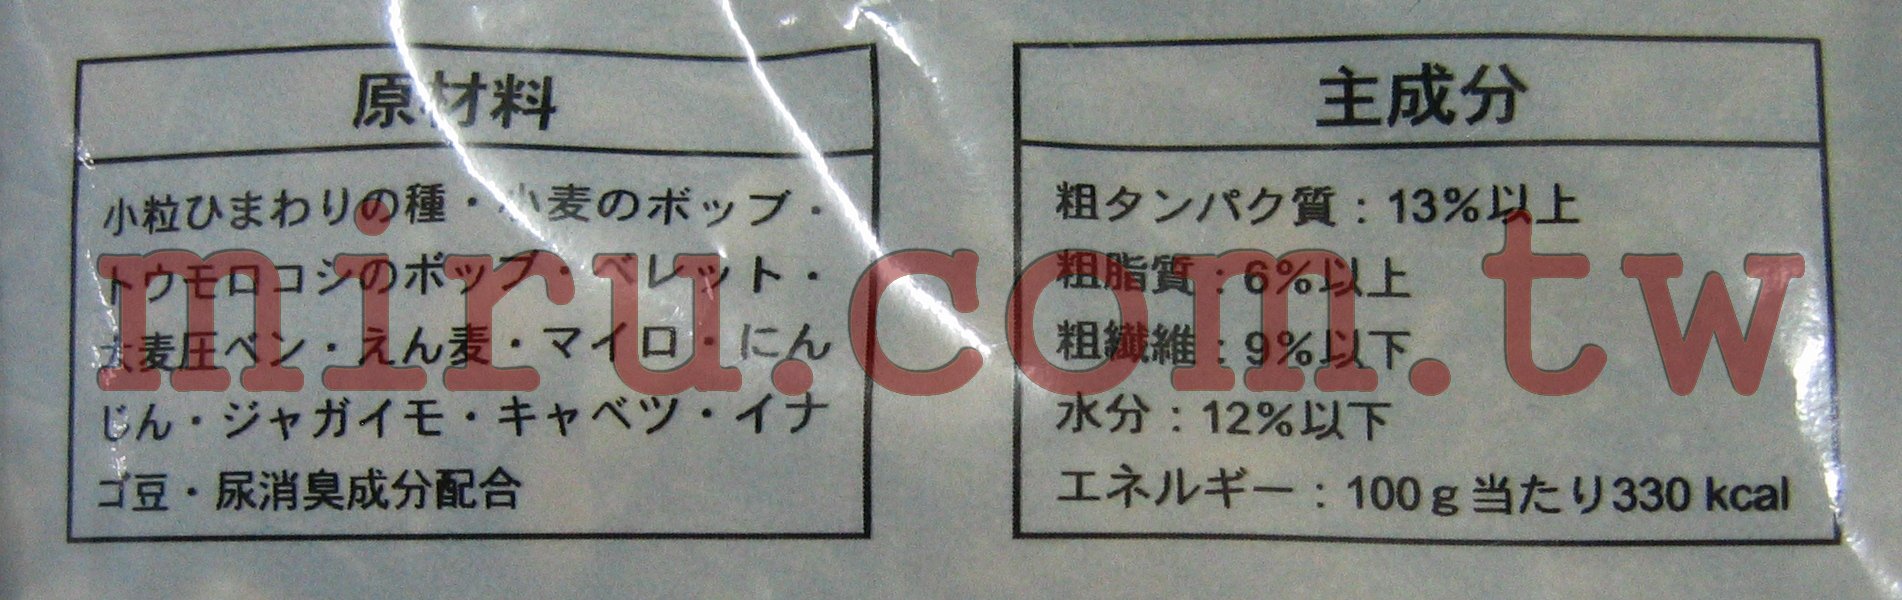 原材料
小粒ひまわりの種・小麦のポップ・
トウモロコシのポップ・ペレット・
大麦圧ペン・えん麦・マイロ・にん
じん・ジャガイモ・キャベツ・イナ
ゴ豆・尿消臭成分配合
主成分
粗タンパク質：13%以上
粗脂質：6%以上
粗繊維：9%以下
水分：12%以下
エネルギー：100g当たり330 kcal
miru.com.tw